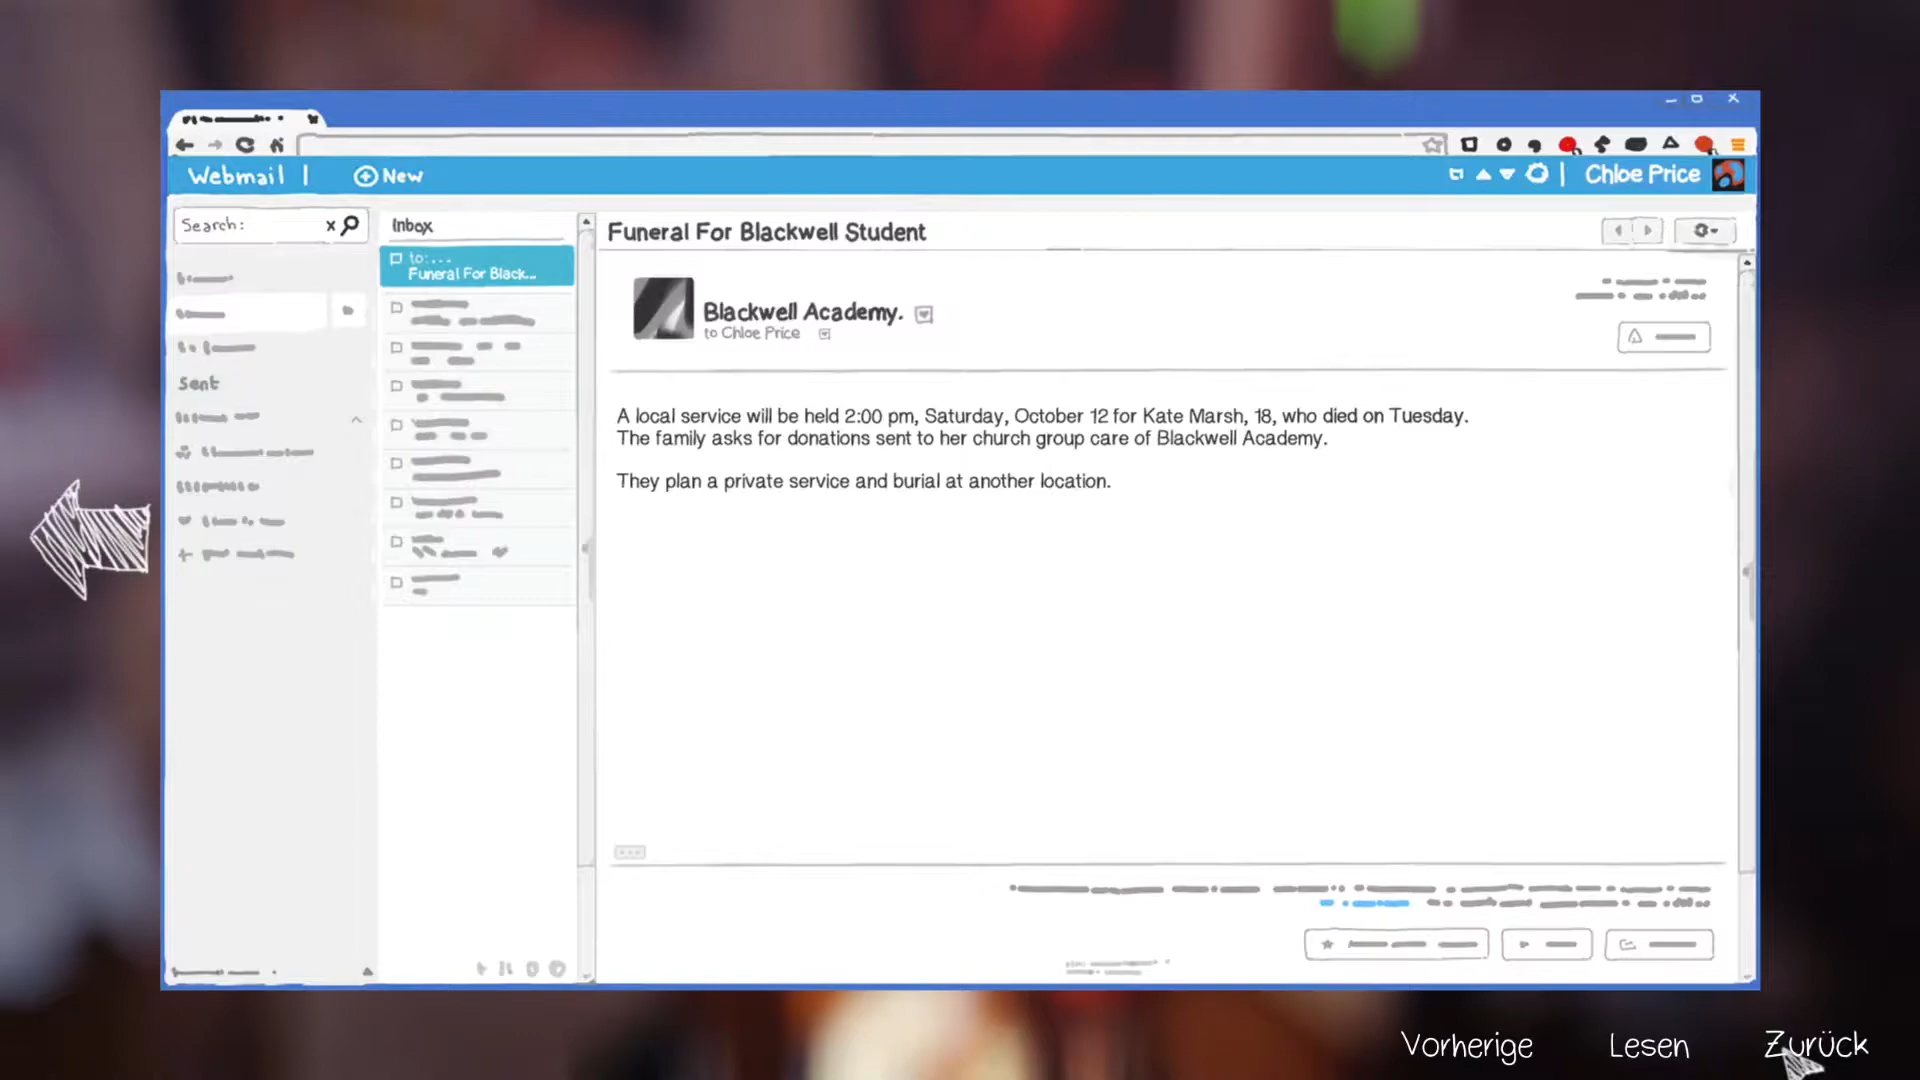 Webmail | New
Chloe Price
Search: x
Inbox
to:...
Funeral For Black...
Sent
Funeral For Blackwell Student
Blackwell Academy.
to Chloe Price
A local service will be held 2:00 pm, Saturday, October 12 for Kate Marsh, 18, who died on Tuesday.
The family asks for donations sent to her church group care of Blackwell Academy.
They plan a private service and burial at another location.
Vorherige
Lesen
Zurück